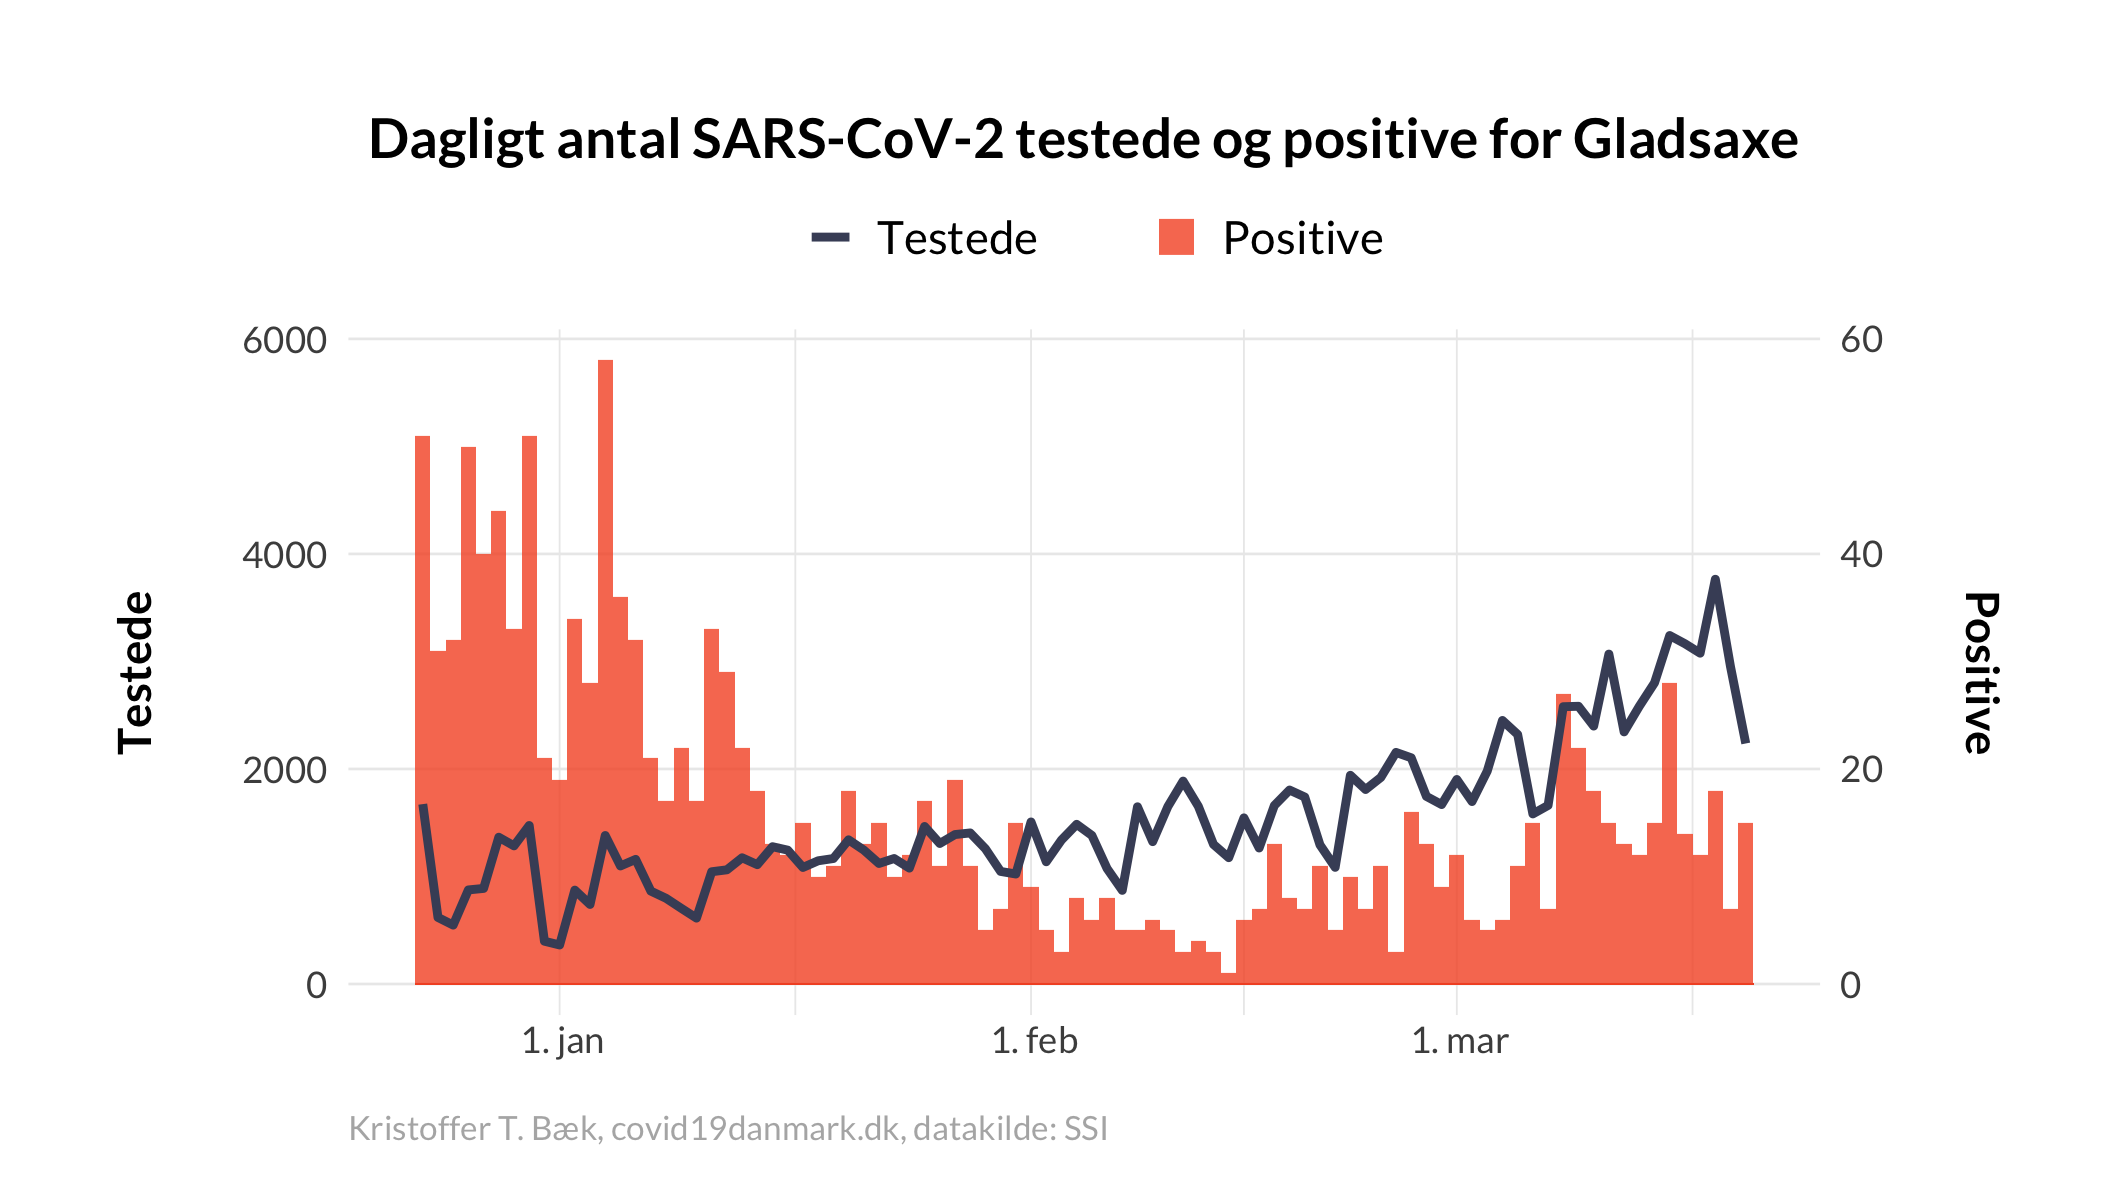 Dagligt antal SARS-CoV-2 testede og positive for Gladsaxe
Testede Positive
6000 60
4000 40
2000 20
0 0
Testede
Positive
1. jan 1. feb 1. mar
Kristoffer T. Bæk, covid19danmark.dk, datakilde: SSI